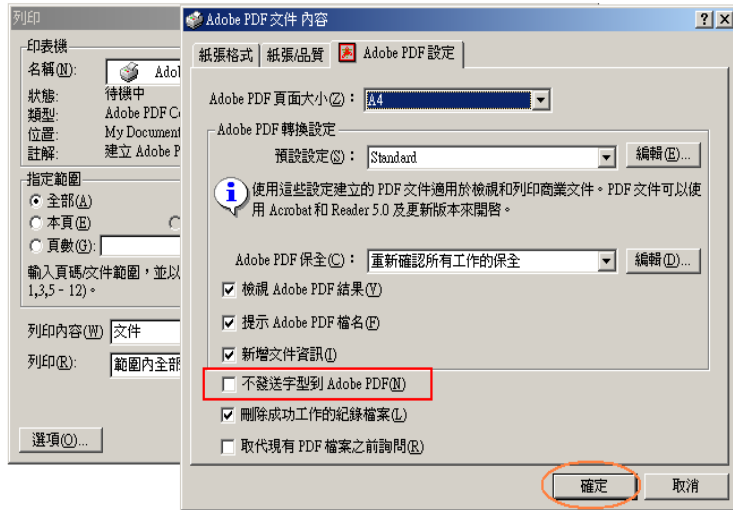 列印
印表機
名稱(N):
狀態: 待機中
類型: Adobe PDF
位置: My Document
註解: 建立 Adobe P
指定範圍
全部(A)
本頁(E)
頁數(G):
輸入頁碼/文件範圍，並以
1,3,5 - 12)。
列印內容(W) 文件
列印(R): 範圍內全部
選項(O)...
Adobe PDF 文件 內容
紙張格式 紙張/品質 Adobe PDF 設定
Adobe PDF 頁面大小(Z)： A4
Adobe PDF 轉換設定
預設設定(S)： Standard 編輯(E)...
使用這些設定建立的 PDF 文件適用於檢視和列印商業文件。PDF 文件可以使
用 Acrobat 和 Reader 5.0 及更新版本來開啓。
Adobe PDF 保全(C)： 重新確認所有工作的保全 編輯(D)...
檢視 Adobe PDF 結果(V)
提示 Adobe PDF 檔名(F)
新增文件資訊(I)
不發送字型到 Adobe PDF(N)
刪除成功工作的紀錄檔案(L)
取代現有 PDF 檔案之前詢問(R)
確定 取消